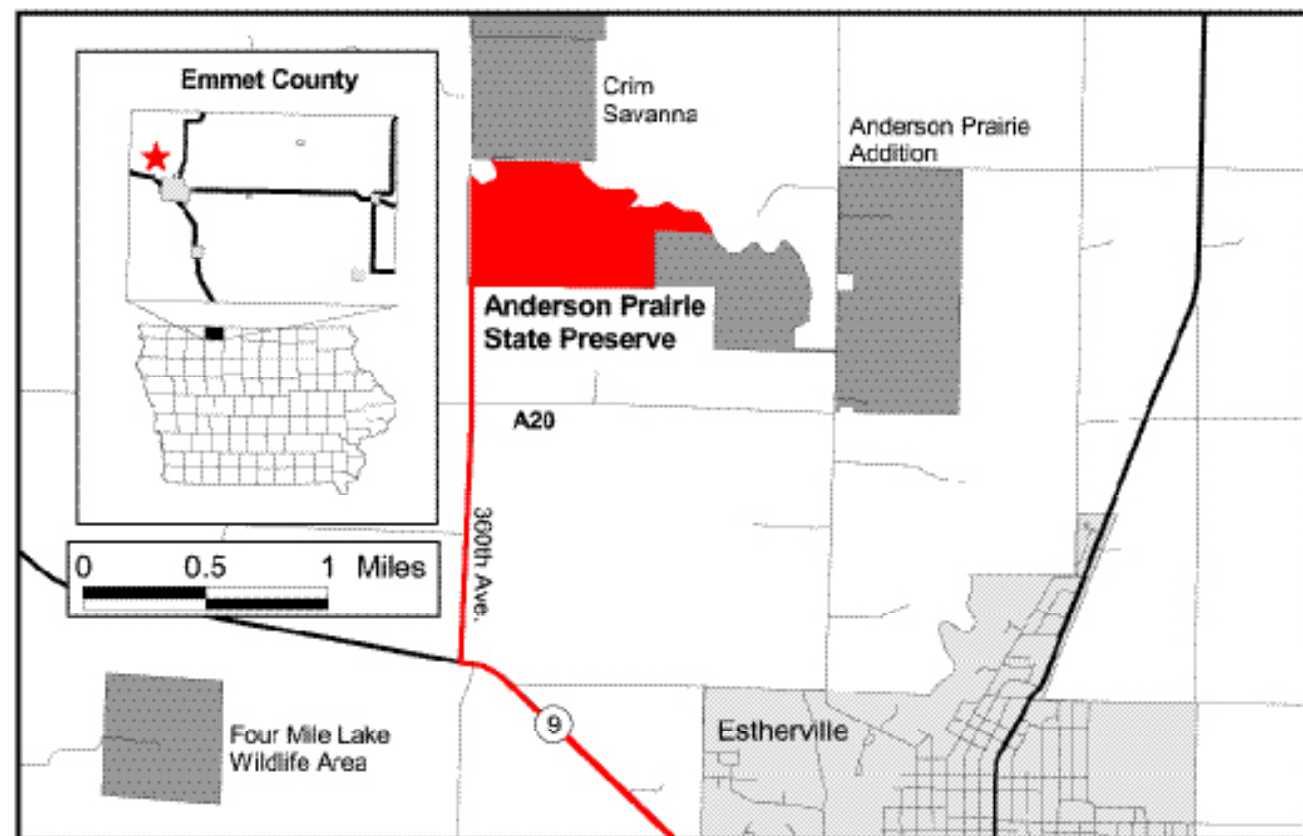 Emmet County
Crim
Savanna
Anderson Prairie
Addition
Anderson Prairie
State Preserve
A20
360th Ave.
0 0.5 1 Miles
9
Four Mile Lake
Wildlife Area
Estherville